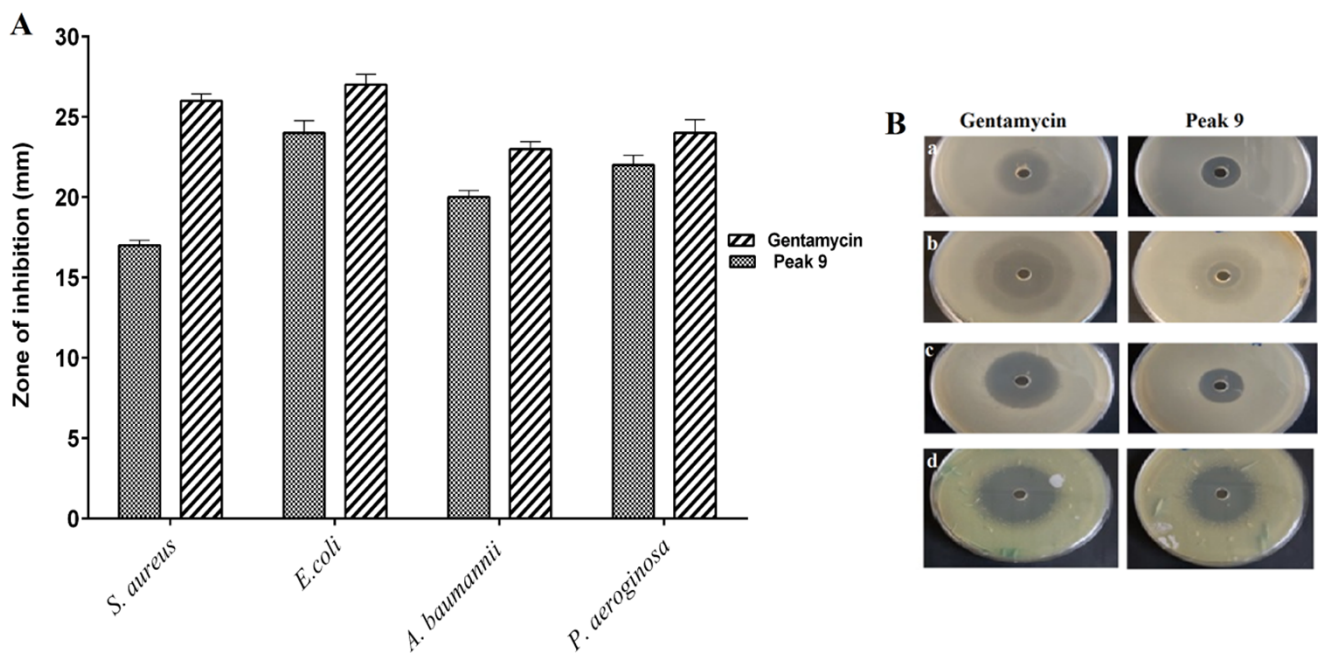 A
30
25
20
15
10
5
0
Zone of inhibition (mm)
S. aureus
E.coli
A. baumannii
P. aeroginosa
Gentamycin
Peak 9
B
Gentamycin Peak 9
a
b
c
d